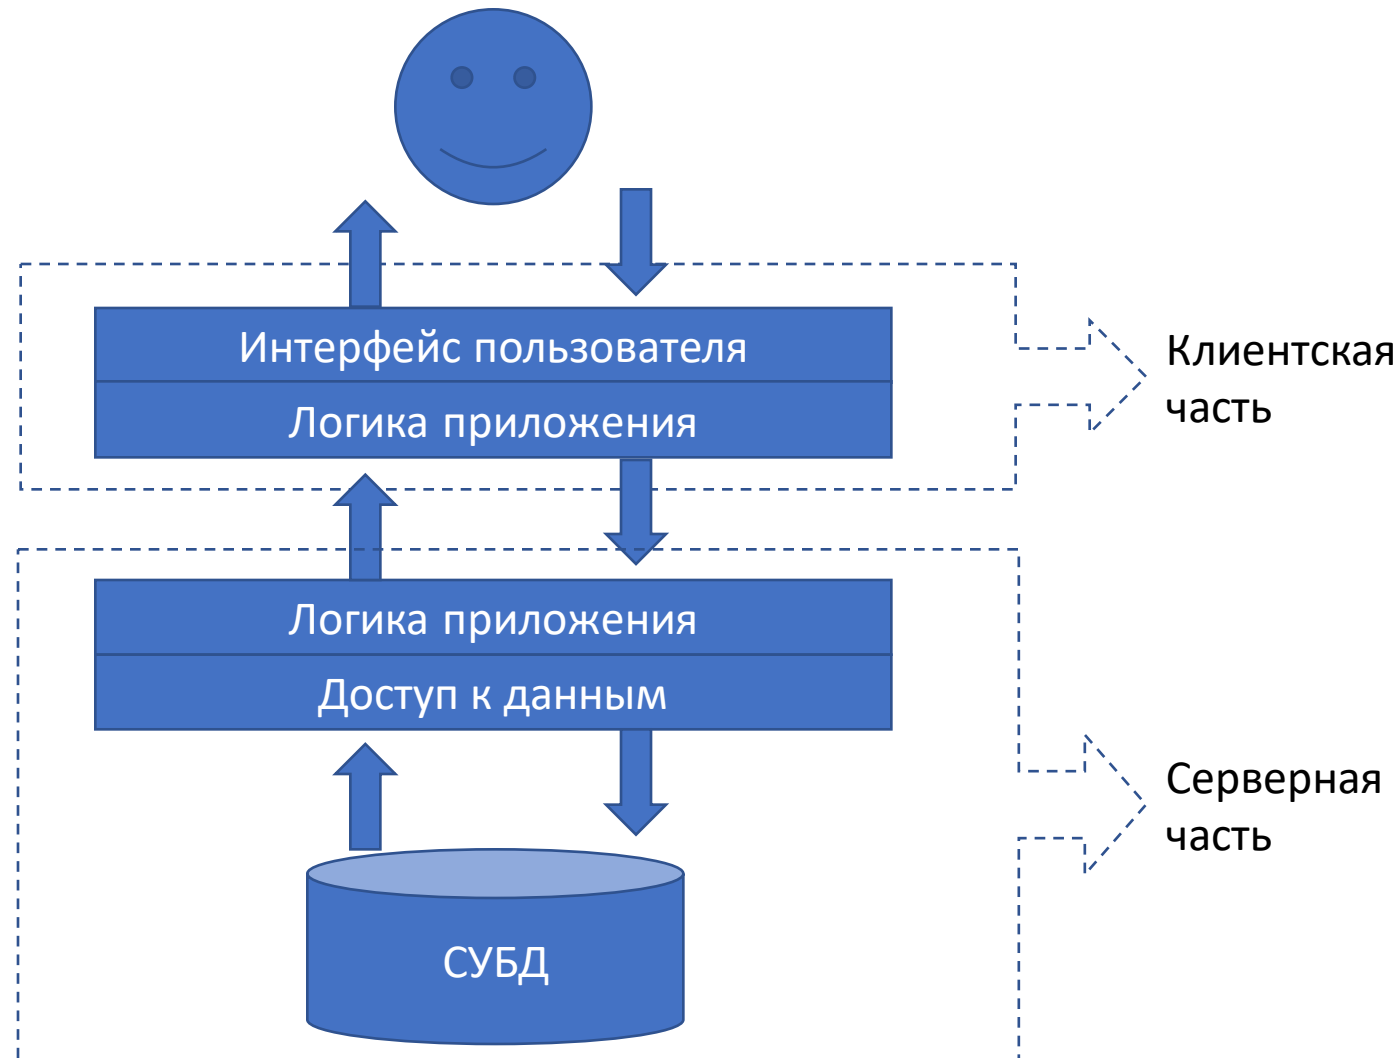 Интерфейс пользователя
Логика приложения
Клиентская
часть
Логика приложения
Доступ к данным
Серверная
часть
СУБД